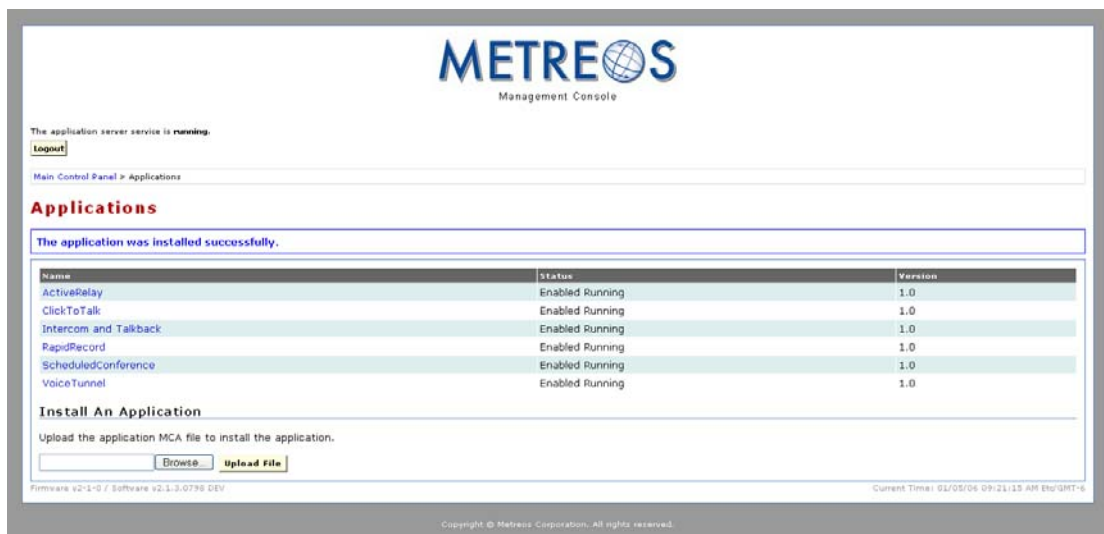 METREOS
Management Console
The application server service is running.
Logout
Main Control Panel > Applications
Applications
The application was installed successfully.
Name Status Version
ActiveRelay Enabled Running 1.0
ClickToTalk Enabled Running 1.0
Intercom and Talkback Enabled Running 1.0
RapidRecord Enabled Running 1.0
ScheduledConference Enabled Running 1.0
VoiceTunnel Enabled Running 1.0
Install An Application
Upload the application MCA file to install the application.
Browse... Upload File
Firmware v2-1-0 / Software v2.1.3.0798 DEV Current Time: 01/05/06 09:21:15 AM Etc/GMT-6
Copyright © Metreos Corporation. All rights reserved.